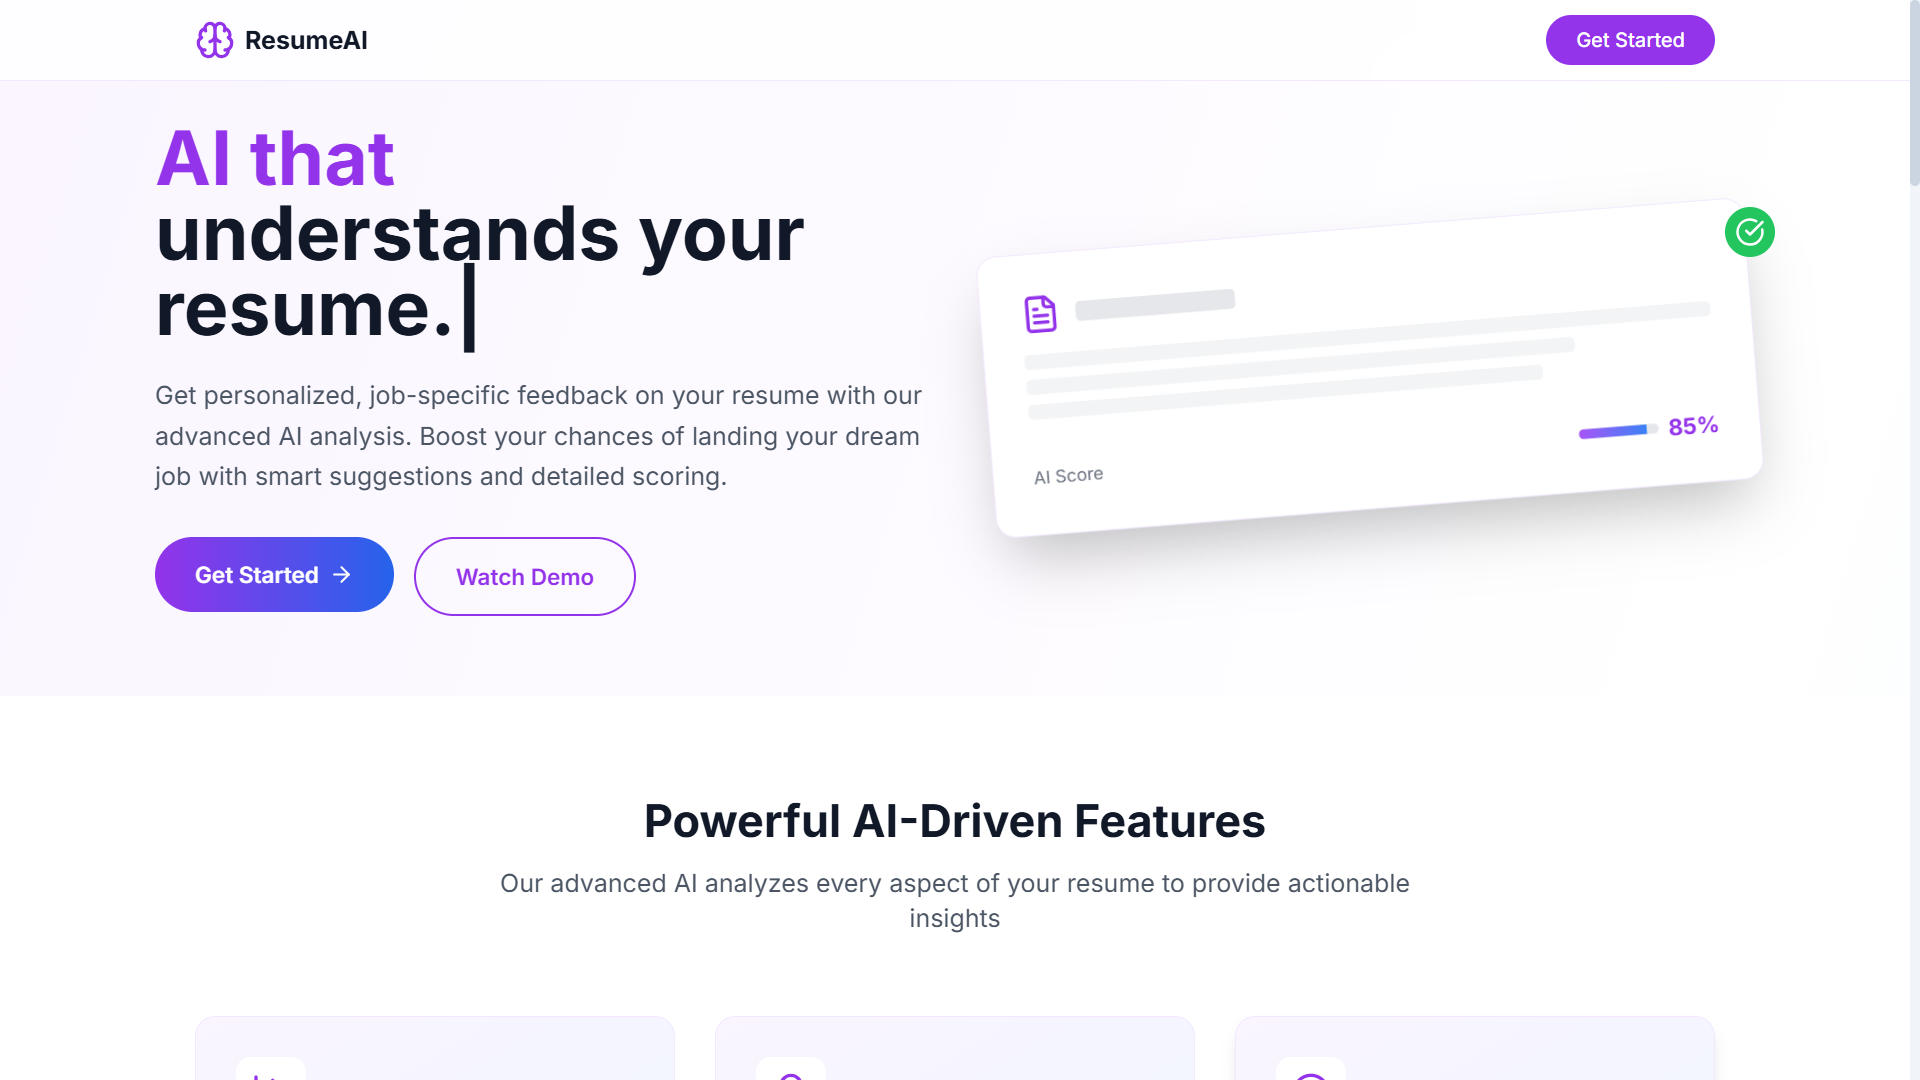 ResumeAI
Get Started
AI that
understands your
resume.|
Get personalized, job-specific feedback on your resume with our
advanced AI analysis. Boost your chances of landing your dream
job with smart suggestions and detailed scoring.
Get Started →
Watch Demo
85%
AI Score
Powerful AI-Driven Features
Our advanced AI analyzes every aspect of your resume to provide actionable
insights